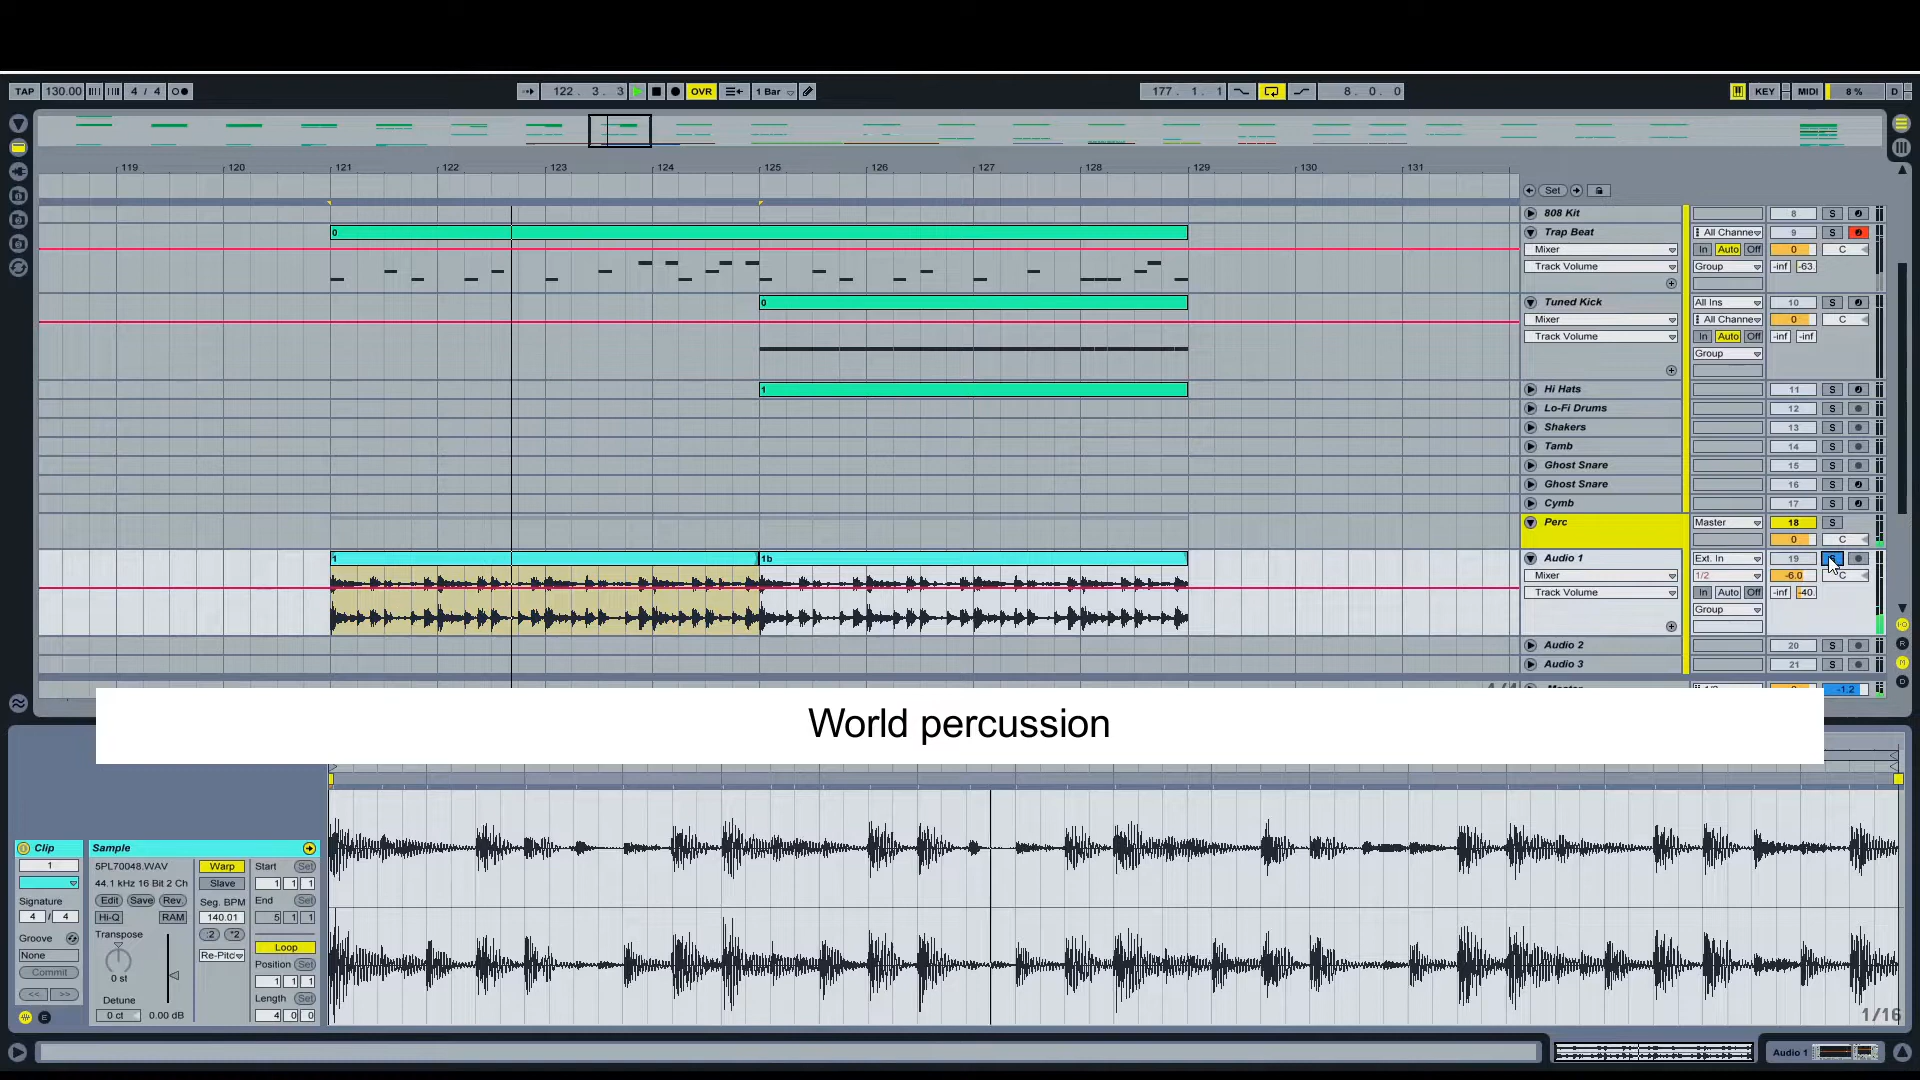 TAP 130.00 4 / 4 122 . 3 . 3 OVR 1 Bar 177 . 1 . 1 8 . 0 . 0 KEY MIDI 8 % D
119 120 121 122 123 124 125 126 127 128 129 130 131
Set
808 Kit 8 S
0 Trap Beat All Channe 9 S
Mixer In Auto Off 0 C
Track Volume Group -inf -63.
0 Tuned Kick All Ins 10 S
Mixer All Channe 0 C
Track Volume In Auto Off -inf -inf
Group
1 Hi Hats 11 S
Lo-Fi Drums 12 S
Shakers 13 S
Tamb 14 S
Ghost Snare 15 S
Ghost Snare 16 S
Cymb 17 S
Perc Master 18 S
0 C
1 1b Audio 1 Ext. In 19 S
Mixer 1/2 -6.0 C
Track Volume In Auto Off -inf -40.
Group
Audio 2 20 S
Audio 3 21 S
-1.2
World percussion
Clip Sample
1 5PL70048.WAV Warp Start Set
44.1 kHz 16 Bit 2 Ch Slave 1 1 1
Signature Edit Save Rev. Seg. BPM End Set
4 / 4 Hi-Q RAM 140.01 5 1 1
Groove Transpose :2 *2
None Re-Pitc Loop
Commit 0 st Position Set
<< >> 1 1 1
Detune Length Set
E 0 ct 0.00 dB 4 0 0
1/16
Audio 1